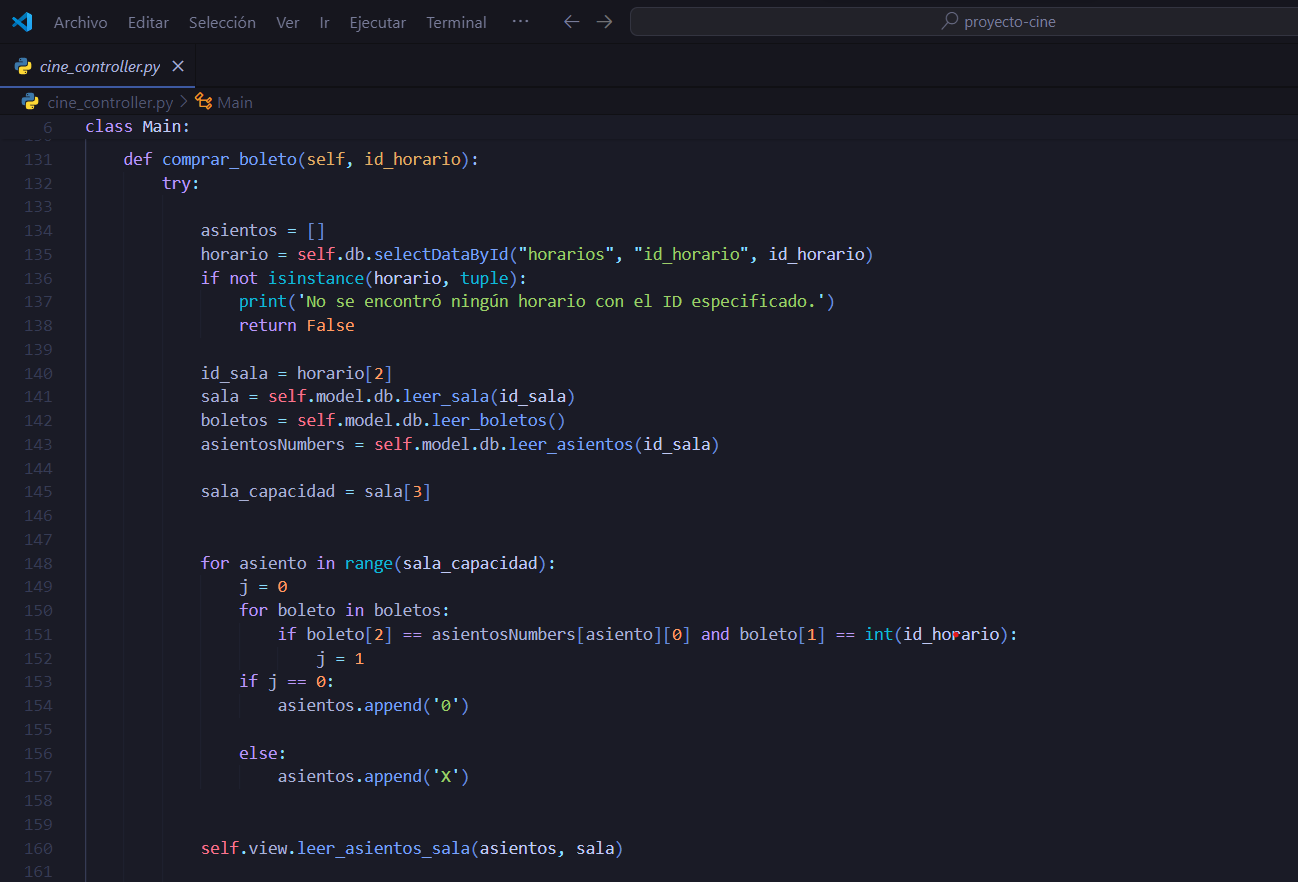 Archivo Editar Selección Ver Ir Ejecutar Terminal ··· proyecto-cine
cine_controller.py
cine_controller.py > Main
6 class Main:
131 def comprar_boleto(self, id_horario):
132 try:
133
134 asientos = []
135 horario = self.db.selectDataById("horarios", "id_horario", id_horario)
136 if not isinstance(horario, tuple):
137 print('No se encontró ningún horario con el ID especificado.')
138 return False
139
140 id_sala = horario[2]
141 sala = self.model.db.leer_sala(id_sala)
142 boletos = self.model.db.leer_boletos()
143 asientosNumbers = self.model.db.leer_asientos(id_sala)
144
145 sala_capacidad = sala[3]
146
147
148 for asiento in range(sala_capacidad):
149 j = 0
150 for boleto in boletos:
151 if boleto[2] == asientosNumbers[asiento][0] and boleto[1] == int(id_horario):
152 j = 1
153 if j == 0:
154 asientos.append('0')
155
156 else:
157 asientos.append('X')
158
159
160 self.view.leer_asientos_sala(asientos, sala)
161